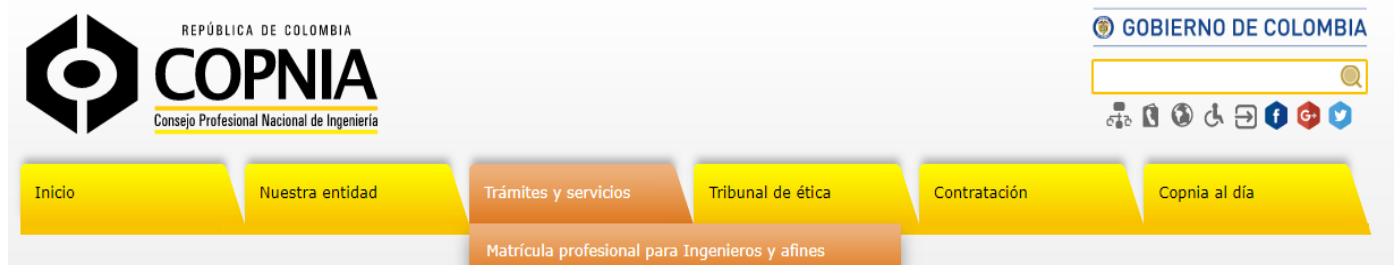 REPÚBLICA DE COLOMBIA
COPNIA
Consejo Profesional Nacional de Ingeniería
GOBIERNO DE COLOMBIA
f G+
Inicio Nuestra entidad Trámites y servicios Tribunal de ética Contratación Copnia al día
Matrícula profesional para Ingenieros y afines